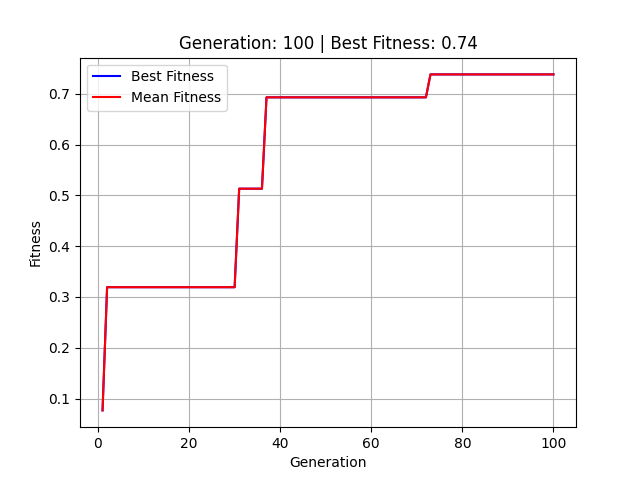 Generation: 100 | Best Fitness: 0.74
Best Fitness
Mean Fitness
0.7
0.6
0.5
0.4
0.3
0.2
0.1
Fitness
0 20 40 60 80 100
Generation